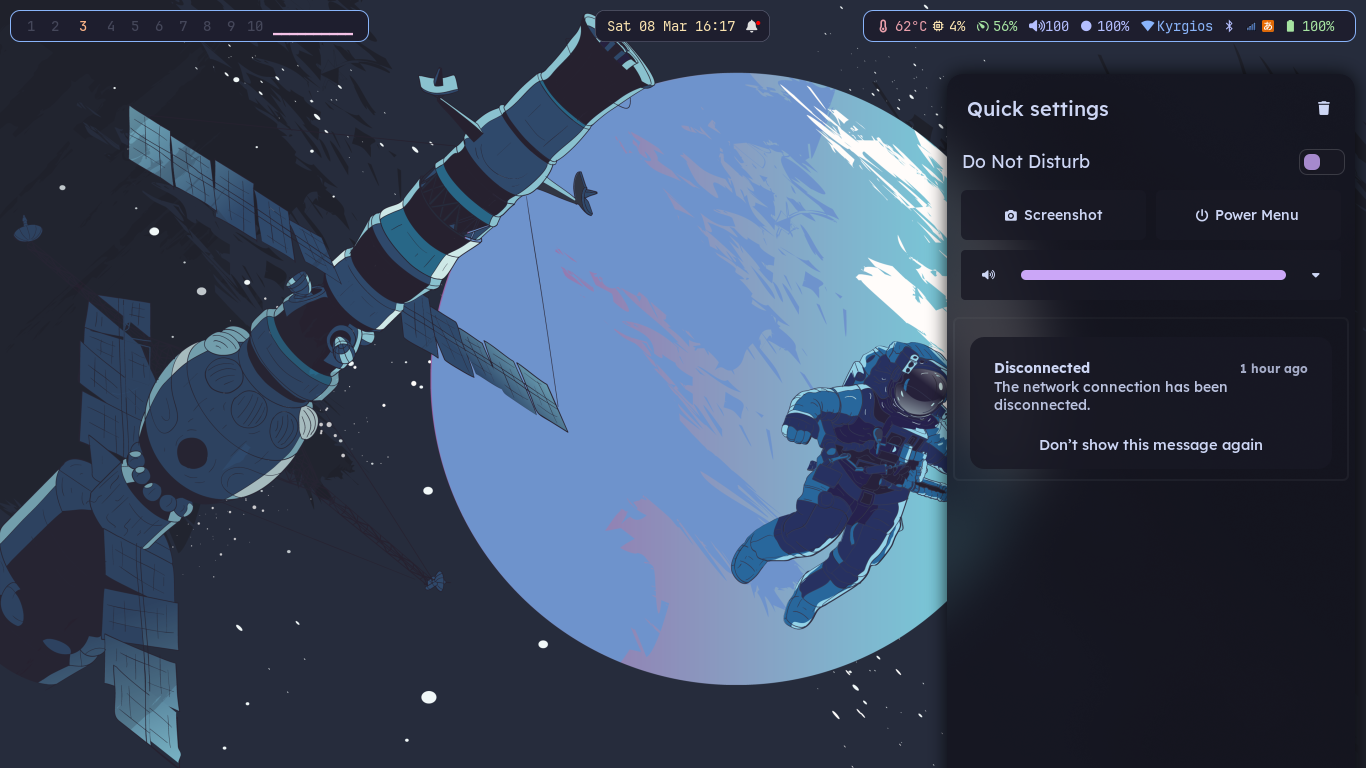 1 2 3 4 5 6 7 8 9 10
Sat 08 Mar 16:17
62°C 4% 56% 100 100% Kyrgios あ 100%
Quick settings
Do Not Disturb
Screenshot
Power Menu
Disconnected
1 hour ago
The network connection has been
disconnected.
Don’t show this message again